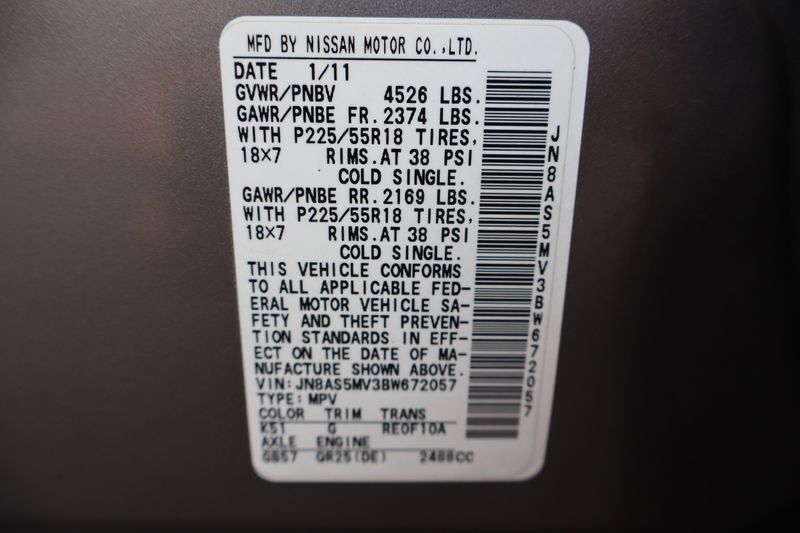 MFD BY NISSAN MOTOR CO.,LTD.
DATE 1/11
GVWR/PNBV 4526 LBS.
GAWR/PNBE FR.2374 LBS.
WITH P225/55R18 TIRES,
18×7 RIMS.AT 38 PSI
COLD SINGLE.
GAWR/PNBE RR.2169 LBS.
WITH P225/55R18 TIRES,
18×7 RIMS.AT 38 PSI
COLD SINGLE.
THIS VEHICLE CONFORMS
TO ALL APPLICABLE FED-
ERAL MOTOR VEHICLE SA-
FETY AND THEFT PREVEN-
TION STANDARDS IN EFF-
ECT ON THE DATE OF MA-
NUFACTURE SHOWN ABOVE.
VIN:JN8AS5MV3BW672057
TYPE:MPV
COLOR TRIM TRANS
K51 G RE0F10A
AXLE ENGINE
GB57 QR25(DE) 2488CC
JN8AS5MV3BW672057